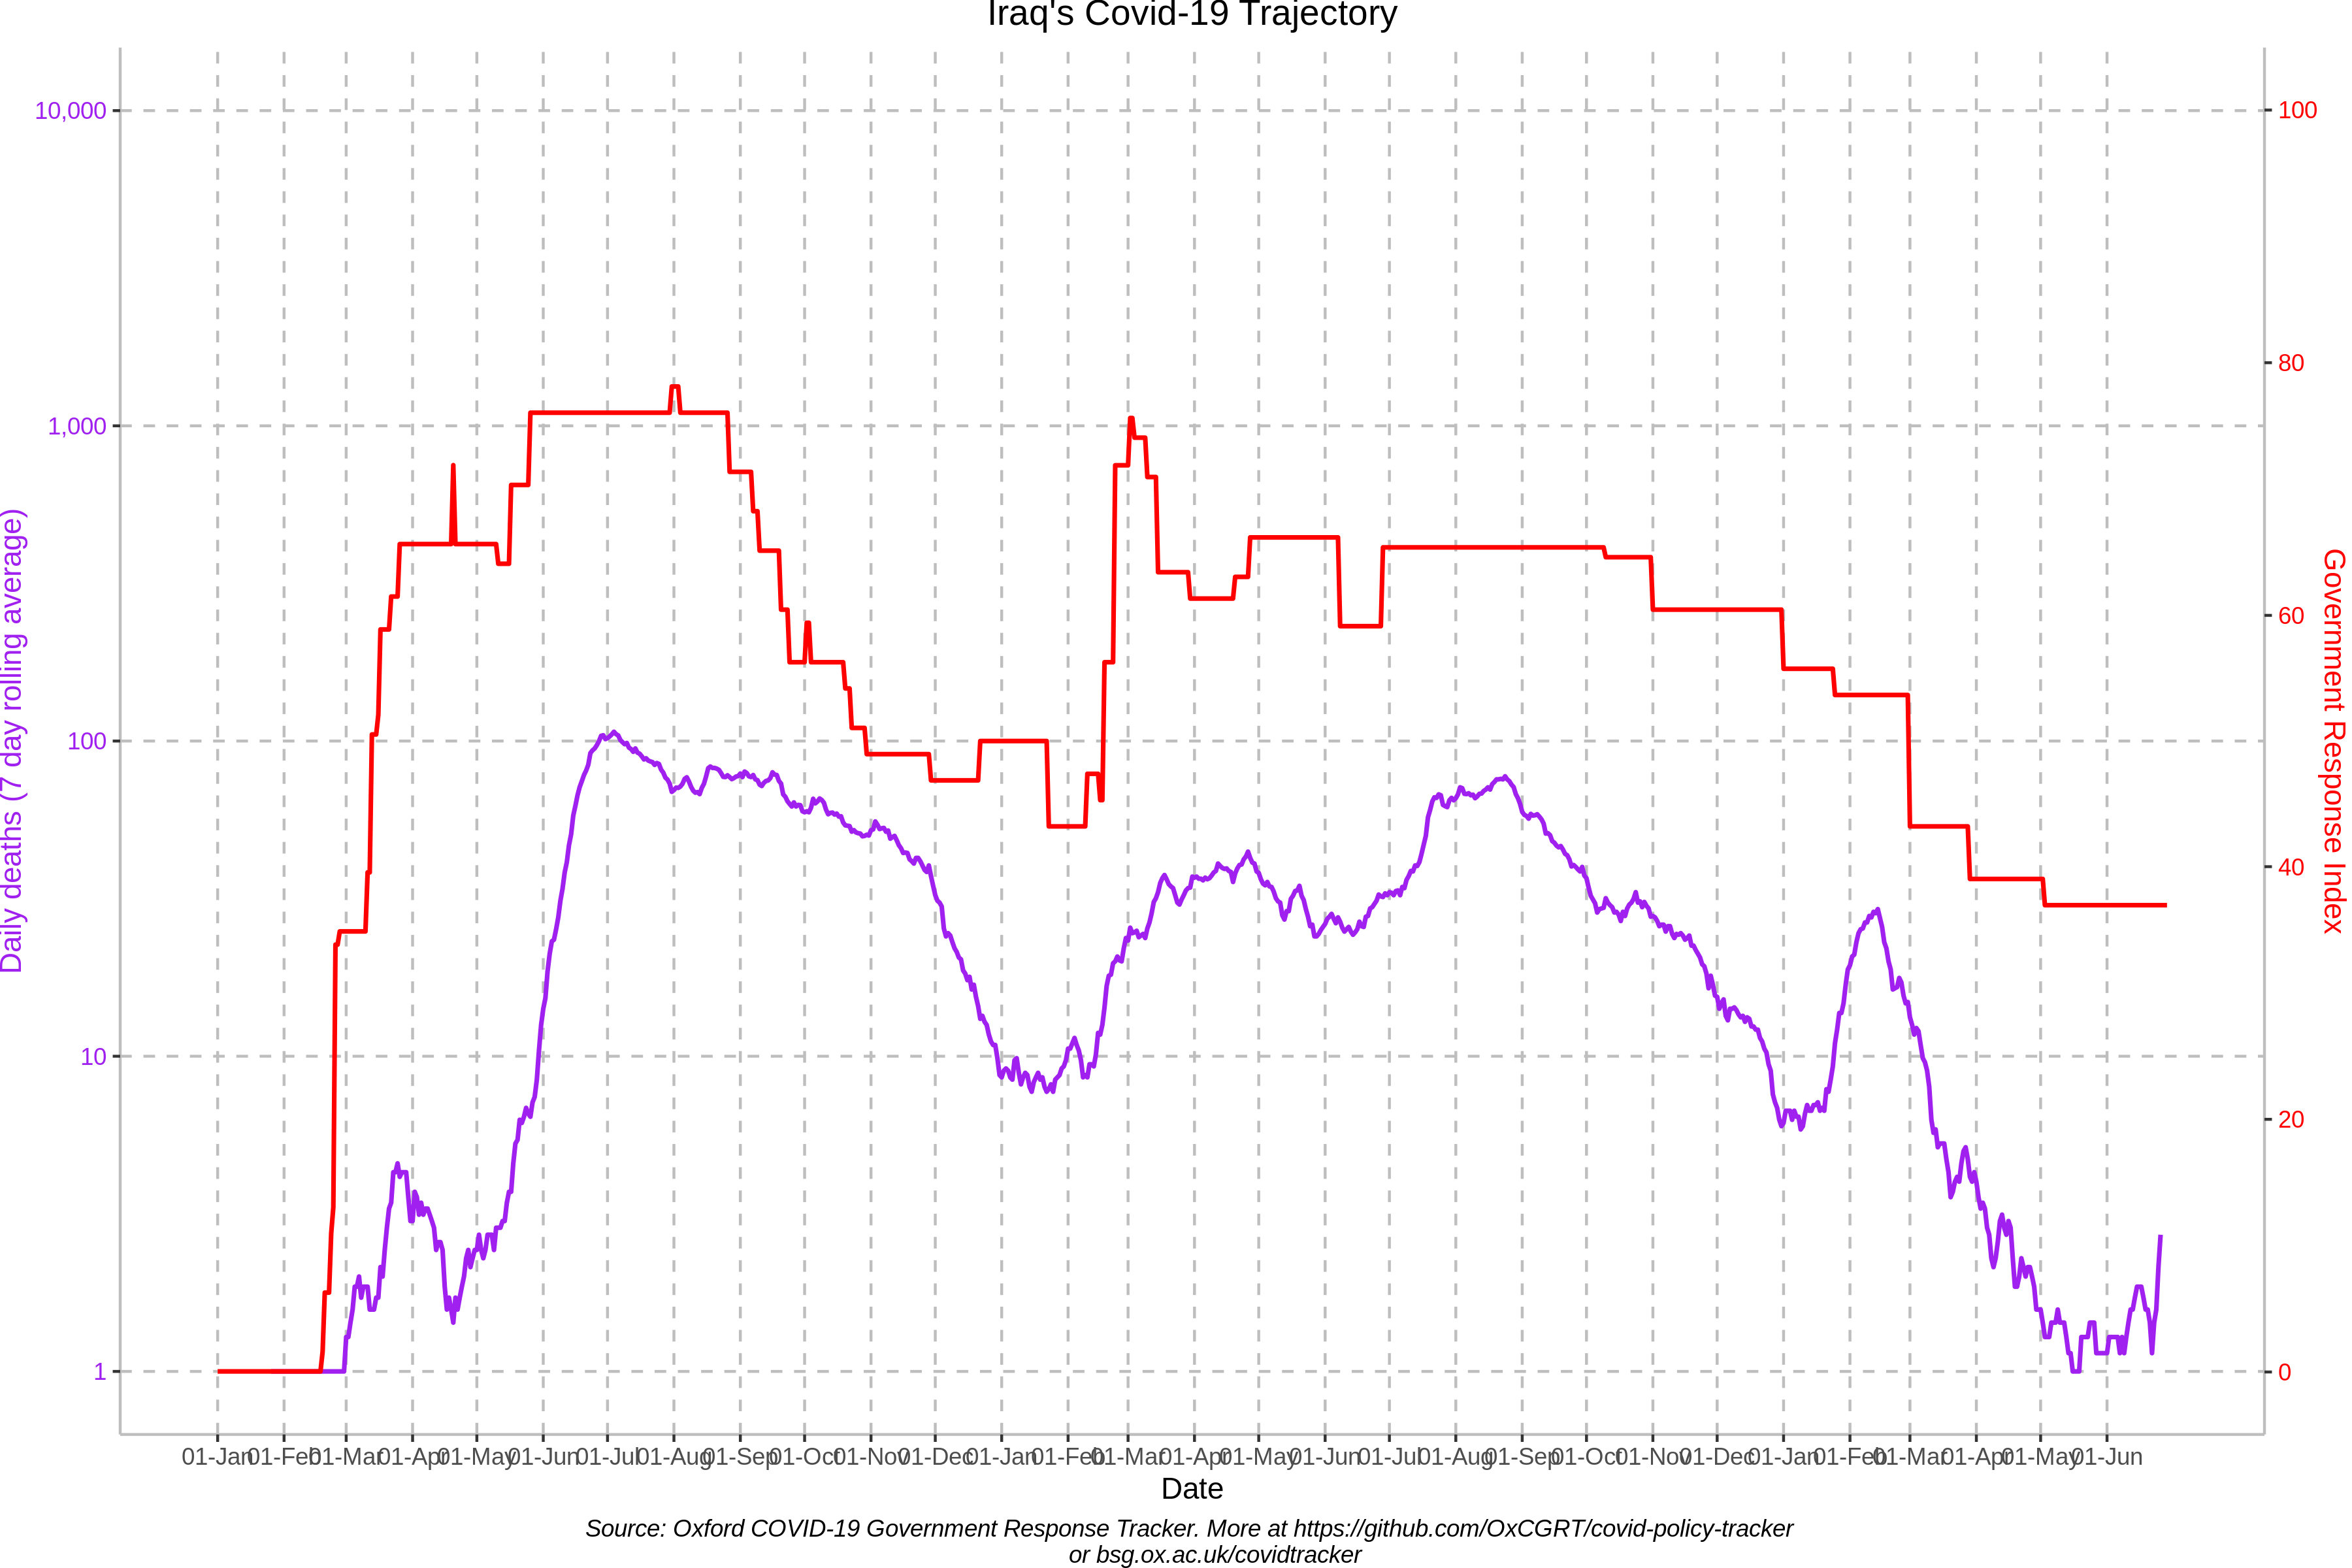 Iraq's Covid-19 Trajectory
10,000
1,000
100
10
1
Daily deaths (7 day rolling average)
100
80
60
40
20
0
Government Response Index
01-Jan 01-Feb 01-Mar 01-Apr 01-May 01-Jun 01-Jul 01-Aug 01-Sep 01-Oct 01-Nov 01-Dec 01-Jan 01-Feb 01-Mar 01-Apr 01-May 01-Jun 01-Jul 01-Aug 01-Sep 01-Oct 01-Nov 01-Dec 01-Jan 01-Feb 01-Mar 01-Apr 01-May 01-Jun
Date
Source: Oxford COVID-19 Government Response Tracker. More at https://github.com/OxCGRT/covid-policy-tracker
or bsg.ox.ac.uk/covidtracker